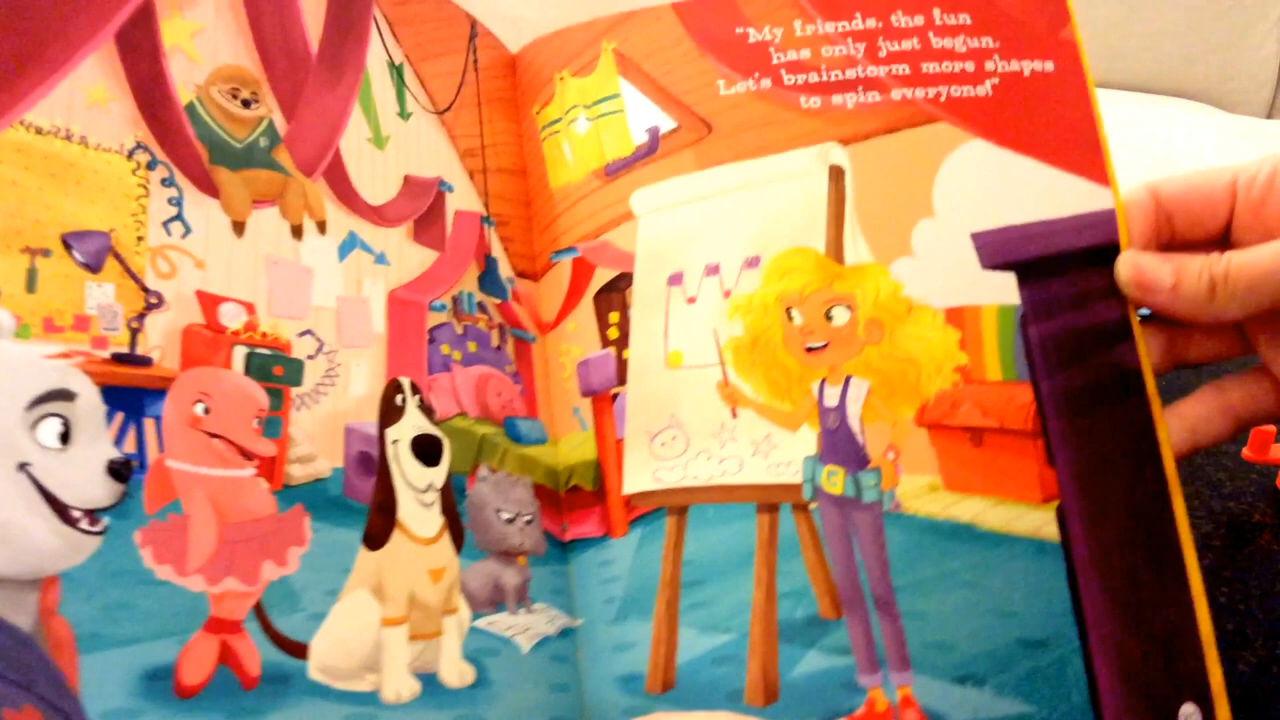 "My friends, the fun
has only just begun.
Let's brainstorm more shapes
to spin everyone!"